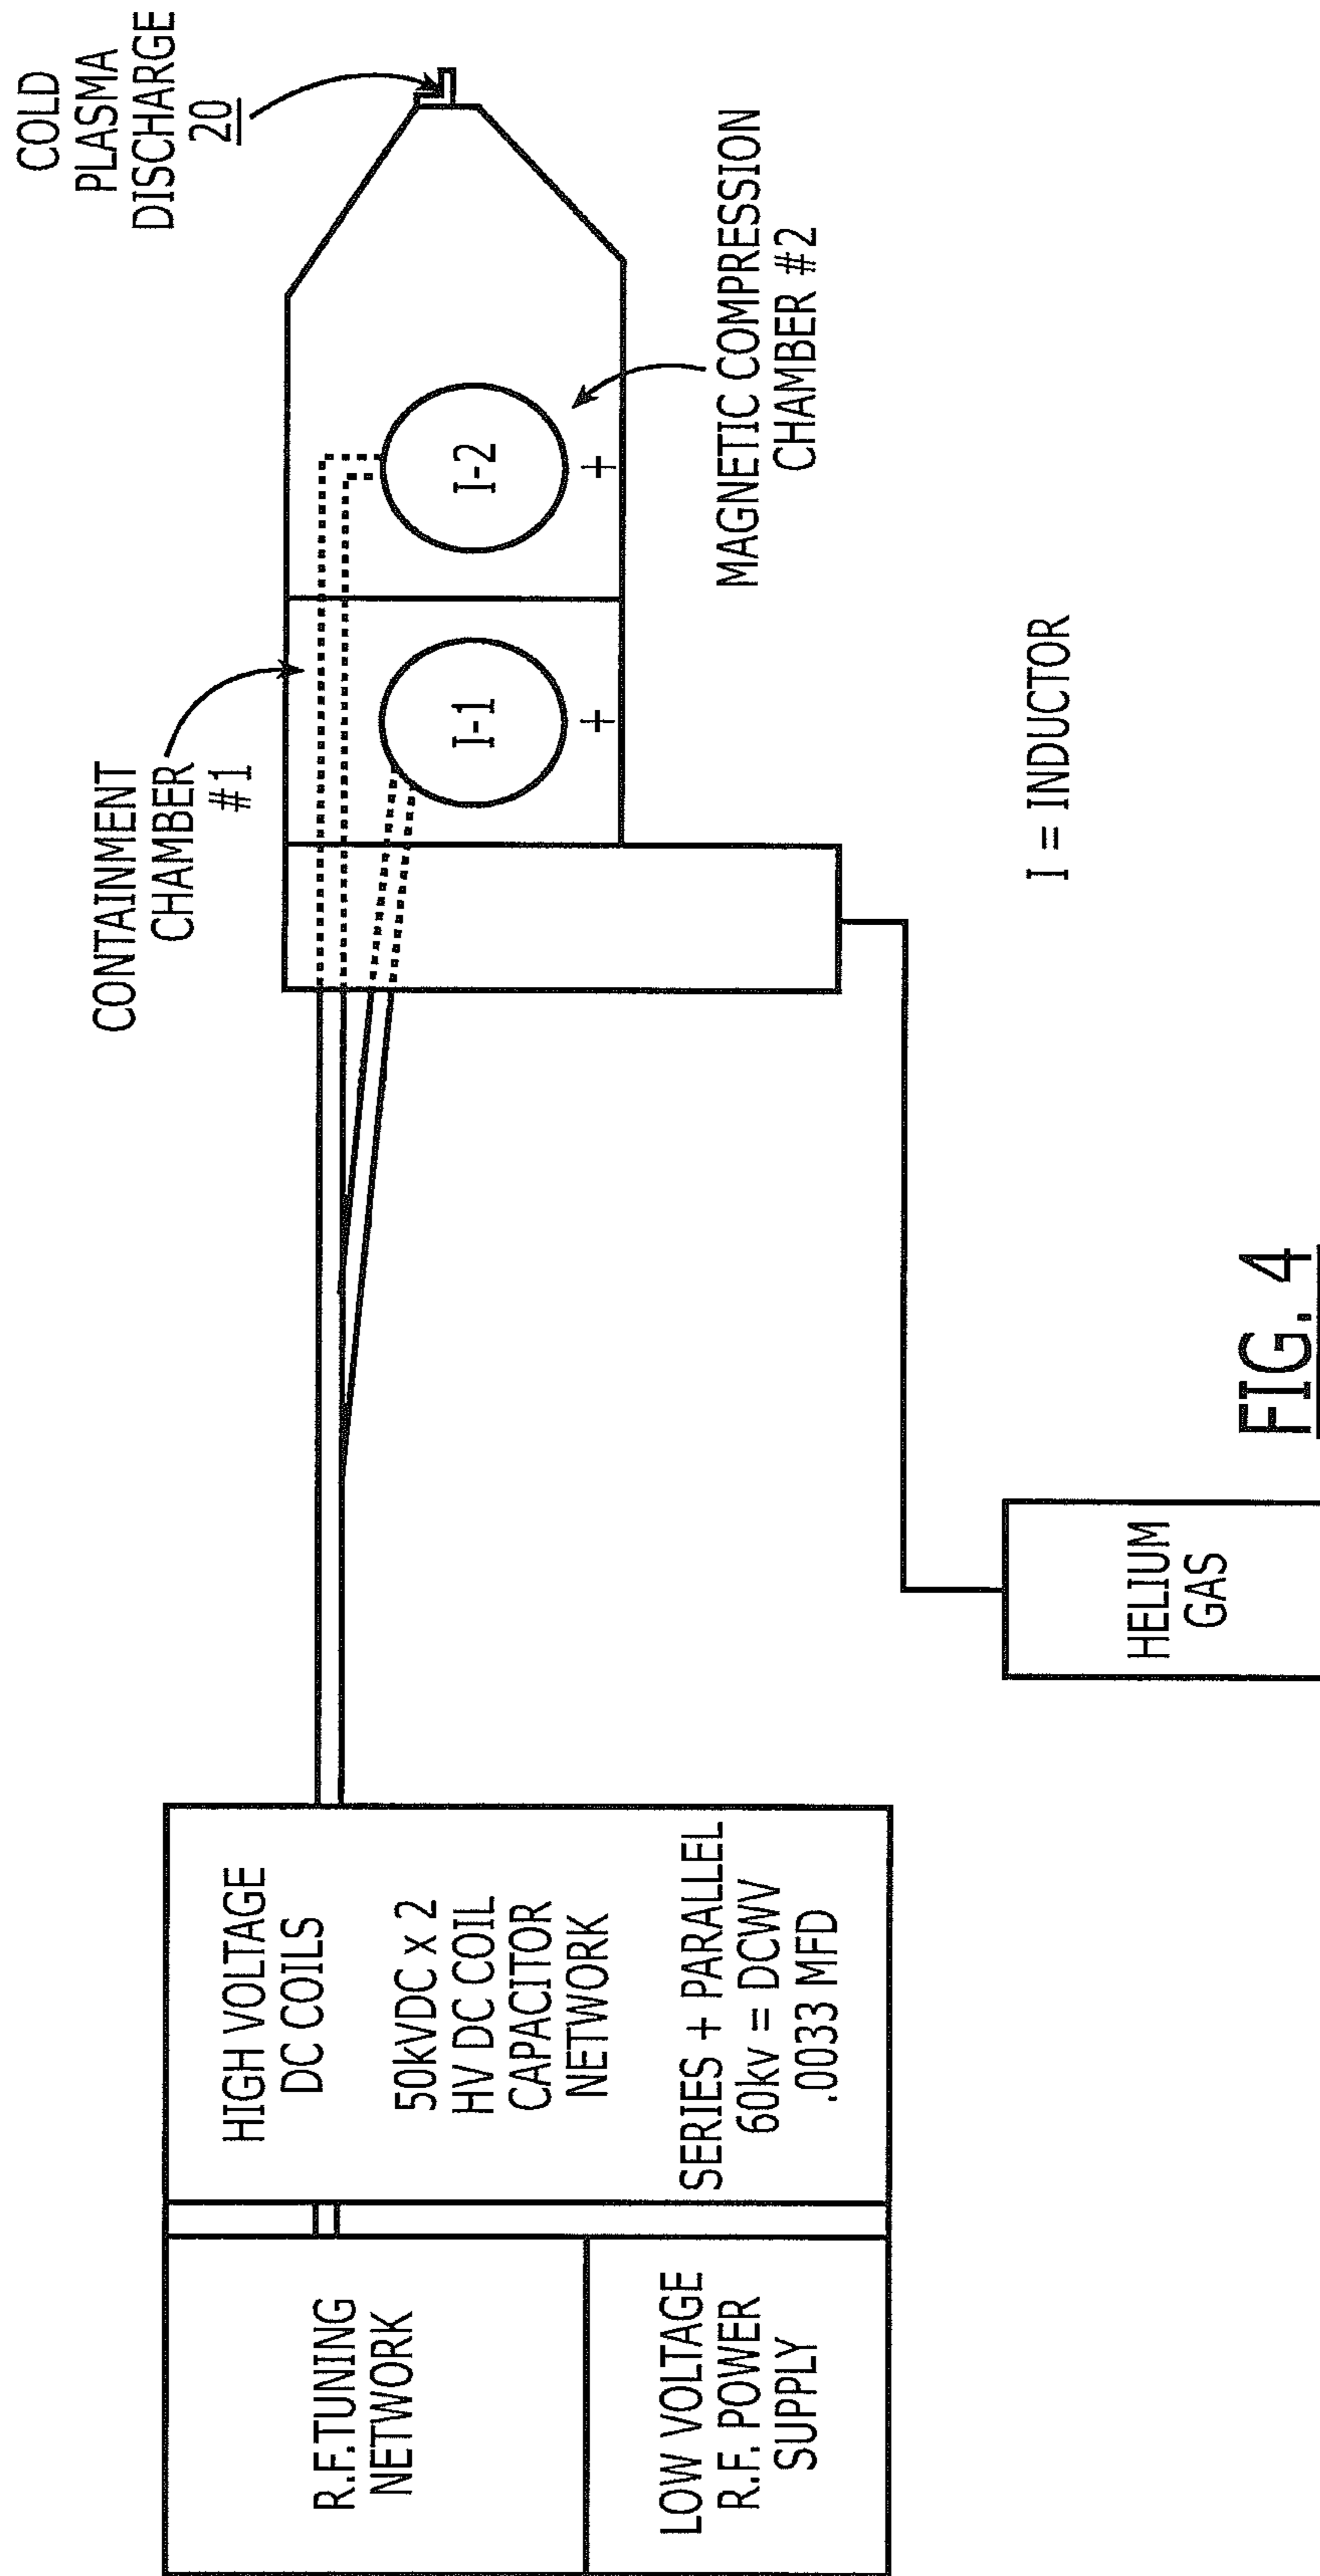 COLD
PLASMA
DISCHARGE
20
CONTAINMENT
CHAMBER
#1
I-1
+
I-2
+
MAGNETIC COMPRESSION
CHAMBER #2
I = INDUCTOR
R.F.TUNING
NETWORK
LOW VOLTAGE
R.F. POWER
SUPPLY
HIGH VOLTAGE
DC COILS
50kVDC x 2
HV DC COIL
CAPACITOR
NETWORK
SERIES + PARALLEL
60kv = DCWV
.0033 MFD
HELIUM
GAS
FIG. 4